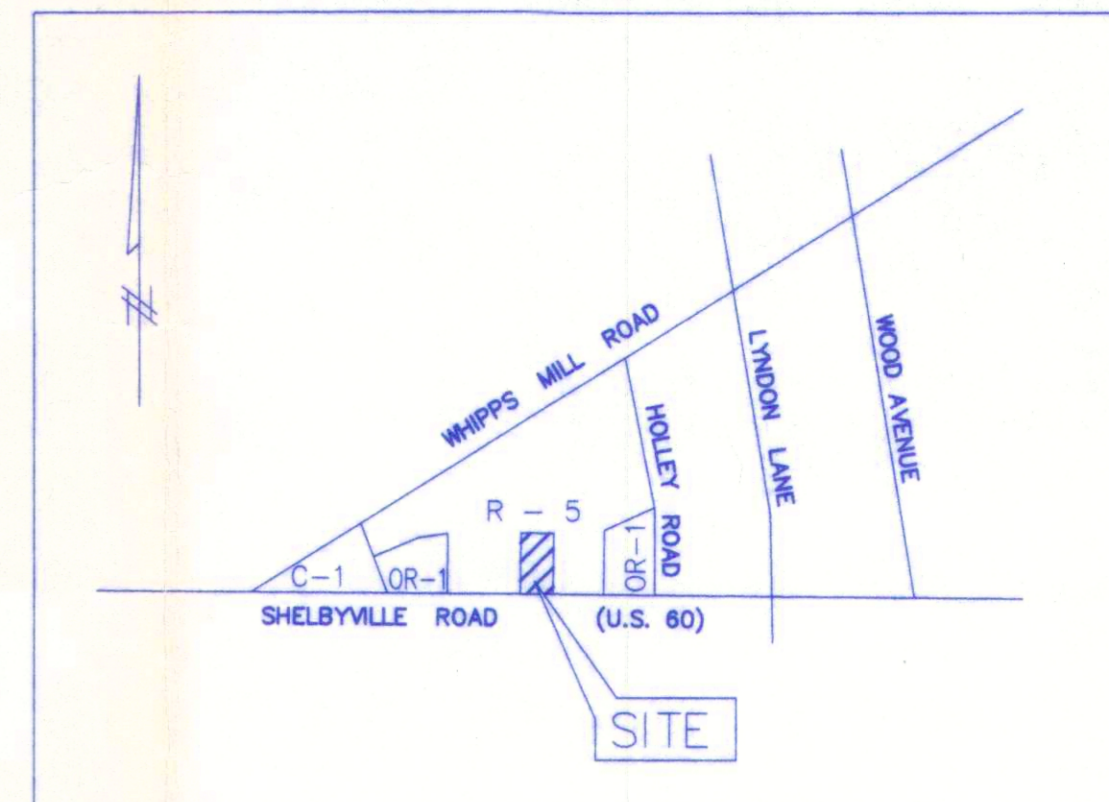 WHIPPS MILL ROAD
LYNDON LANE
WOOD AVENUE
HOLLEY ROAD
R - 5
C-1
OR-1
OR-1
SHELBYVILLE ROAD (U.S. 60)
SITE